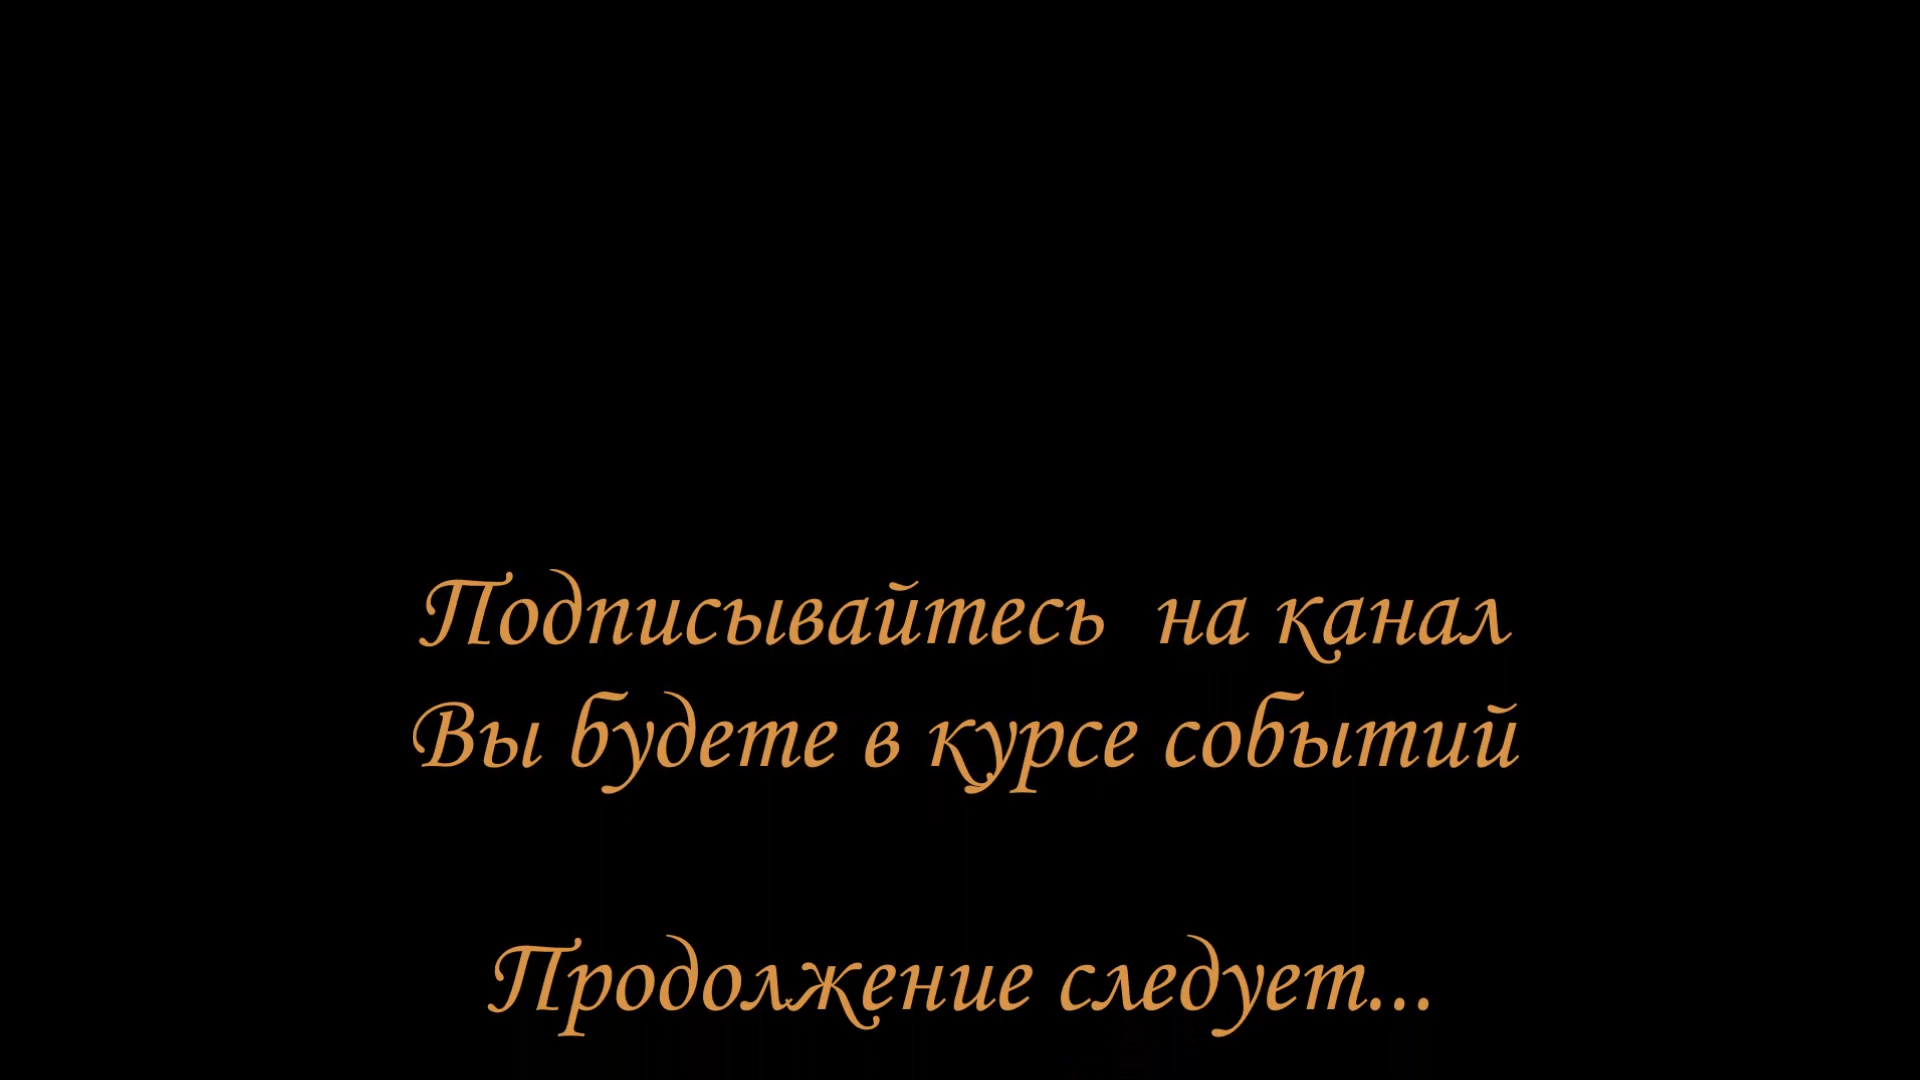 Подписывайтесь на канал
Вы будете в курсе событий
Продолжение следует...